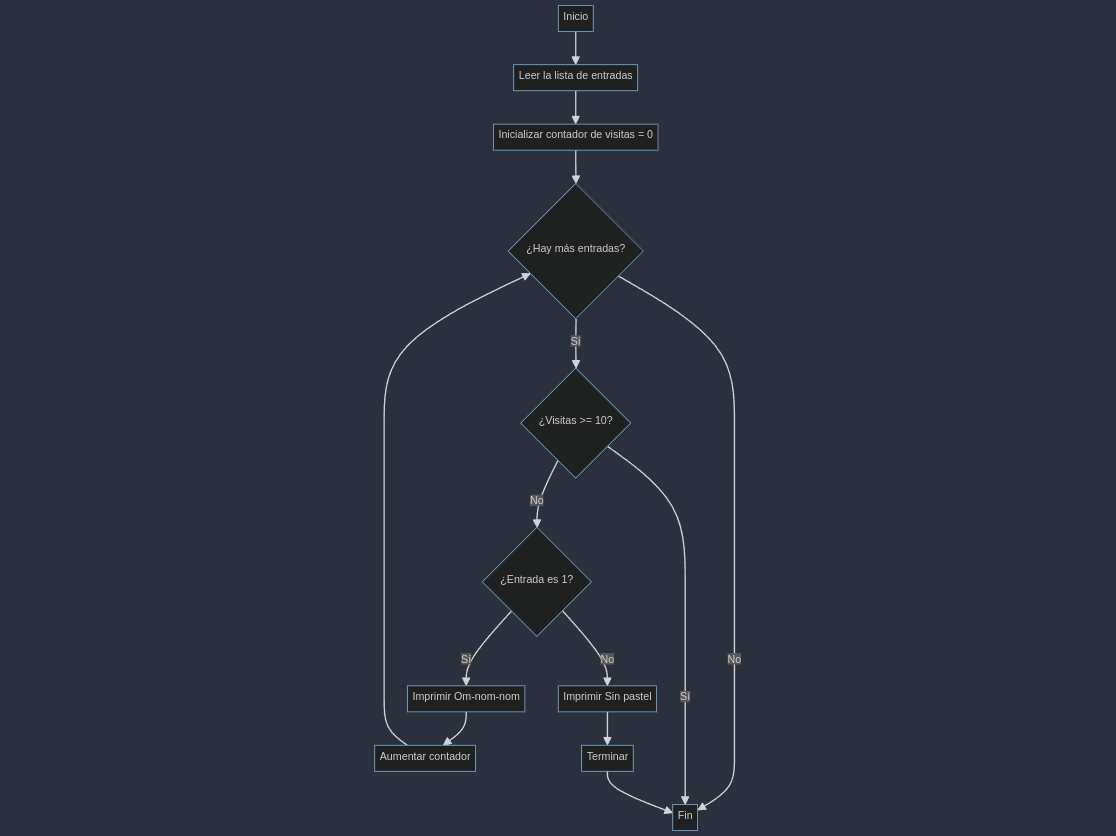 Inicio
Leer la lista de entradas
Inicializar contador de visitas = 0
¿Hay más entradas?
Sí
¿Visitas >= 10?
No
¿Entrada es 1?
Sí
No
No
Imprimir Om-nom-nom
Imprimir Sin pastel
Sí
Aumentar contador
Terminar
Fin